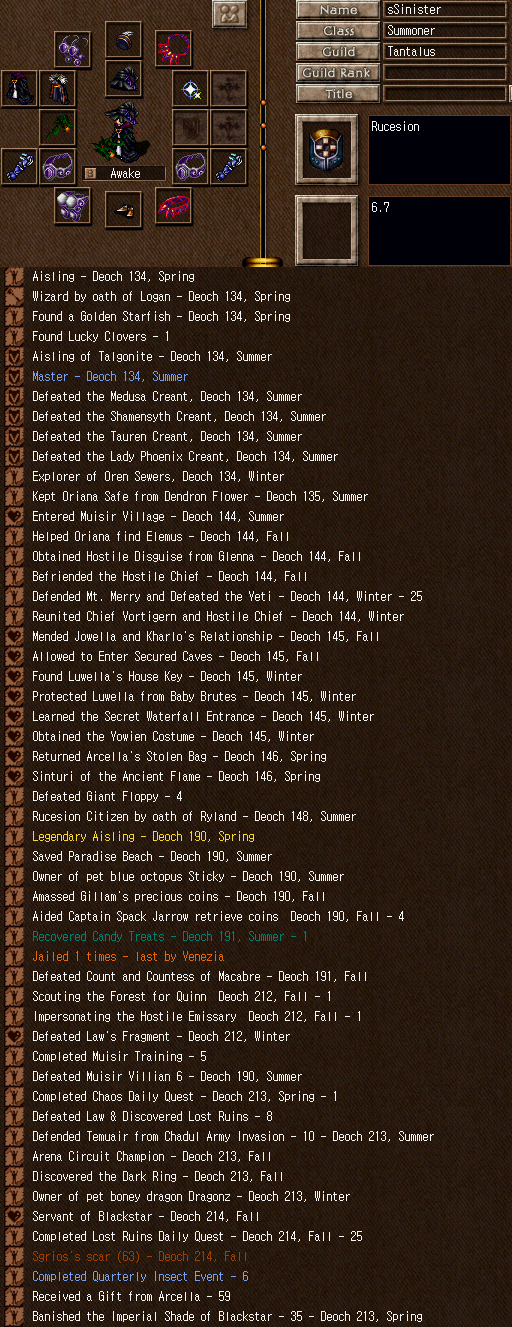 Name sSinister
Class Summoner
Guild Tantalus
Guild Rank
Title
Rucesion
Awake
6.7
Aisling - Deoch 134, Spring
Wizard by oath of Logan - Deoch 134, Spring
Found a Golden Starfish - Deoch 134, Spring
Found Lucky Clovers - 1
Aisling of Talgonite - Deoch 134, Summer
Master - Deoch 134, Summer
Defeated the Medusa Creant, Deoch 134, Summer
Defeated the Shamensyth Creant, Deoch 134, Summer
Defeated the Tauren Creant, Deoch 134, Summer
Defeated the Lady Phoenix Creant, Deoch 134, Summer
Explorer of Oren Sewers, Deoch 134, Winter
Kept Oriana Safe from Dendron Flower - Deoch 135, Summer
Entered Muisir Village - Deoch 144, Summer
Helped Oriana find Elemus - Deoch 144, Fall
Obtained Hostile Disguise from Glenna - Deoch 144, Fall
Befriended the Hostile Chief - Deoch 144, Fall
Defended Mt. Merry and Defeated the Yeti - Deoch 144, Winter - 25
Reunited Chief Vortigern and Hostile Chief - Deoch 144, Winter
Mended Jowella and Kharlo's Relationship - Deoch 145, Fall
Allowed to Enter Secured Caves - Deoch 145, Fall
Found Luwella's House Key - Deoch 145, Winter
Protected Luwella from Baby Brutes - Deoch 145, Winter
Learned the Secret Waterfall Entrance - Deoch 145, Winter
Obtained the Yowien Costume - Deoch 145, Winter
Returned Arcella's Stolen Bag - Deoch 146, Spring
Sinturi of the Ancient Flame - Deoch 146, Spring
Defeated Giant Floppy - 4
Rucesion Citizen by oath of Ryland - Deoch 148, Summer
Legendary Aisling - Deoch 190, Spring
Saved Paradise Beach - Deoch 190, Summer
Owner of pet blue octopus Sticky - Deoch 190, Summer
Amassed Gillam's precious coins - Deoch 190, Fall
Aided Captain Spack Jarrow retrieve coins  Deoch 190, Fall - 4
Recovered Candy Treats - Deoch 191, Summer - 1
Jailed 1 times - last by Venezia
Defeated Count and Countess of Macabre - Deoch 191, Fall
Scouting the Forest for Quinn  Deoch 212, Fall - 1
Impersonating the Hostile Emissary  Deoch 212, Fall - 1
Defeated Law's Fragment - Deoch 212, Winter
Completed Muisir Training - 5
Defeated Muisir Villian 6 - Deoch 190, Summer
Completed Chaos Daily Quest - Deoch 213, Spring - 1
Defeated Law & Discovered Lost Ruins - 8
Defended Temuair from Chadul Army Invasion - 10 - Deoch 213, Summer
Arena Circuit Champion - Deoch 213, Fall
Discovered the Dark Ring - Deoch 213, Fall
Owner of pet boney dragon Dragonz - Deoch 213, Winter
Servant of Blackstar - Deoch 214, Fall
Completed Lost Ruins Daily Quest - Deoch 214, Fall - 25
Sgrios's scar (63) - Deoch 214, Fall
Completed Quarterly Insect Event - 6
Received a Gift from Arcella - 59
Banished the Imperial Shade of Blackstar - 35 - Deoch 213, Spring